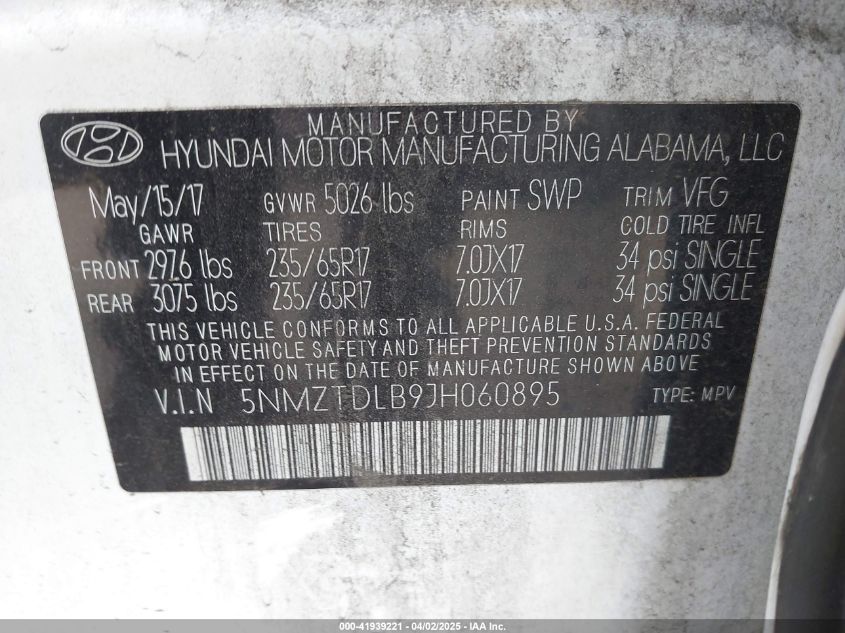 MANUFACTURED BY
HYUNDAI MOTOR MANUFACTURING ALABAMA, LLC
May/15/17 GVWR 5026 lbs PAINT SWP TRIM VFG
GAWR TIRES RIMS COLD TIRE INFL
FRONT 2976 lbs 235/65R17 7.0JX17 34 psi SINGLE
REAR 3075 lbs 235/65R17 7.0JX17 34 psi SINGLE
THIS VEHICLE CONFORMS TO ALL APPLICABLE U.S.A. FEDERAL
MOTOR VEHICLE SAFETY AND THEFT PREVENTION STANDARDS
IN EFFECT ON THE DATE OF MANUFACTURE SHOWN ABOVE
V.I.N 5NMZTDLB9JH060895 TYPE: MPV
000-41939221 - 04/02/2025 - IAA Inc.